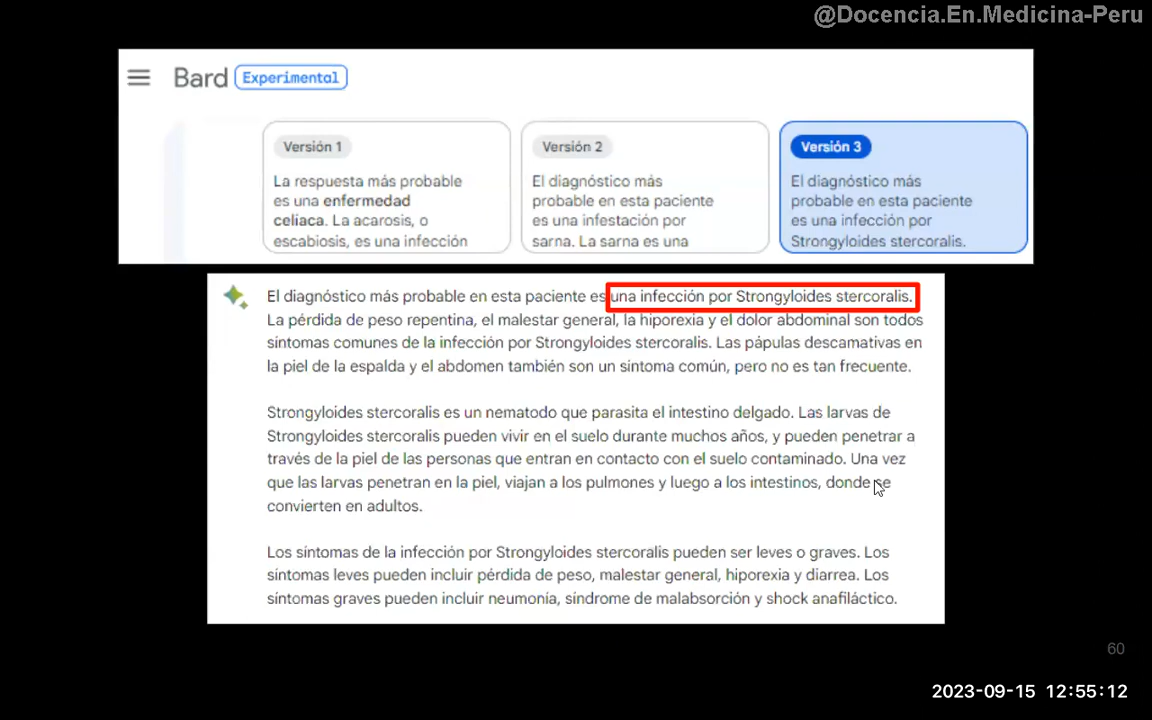 @Docencia.En.Medicina-Peru
Bard Experimental
Versión 1
La respuesta más probable
es una enfermedad
celiaca. La acarosis, o
escabiosis, es una infección
Versión 2
El diagnóstico más
probable en esta paciente
es una infestación por
sarna. La sarna es una
Versión 3
El diagnóstico más
probable en esta paciente
es una infección por
Strongyloides stercoralis.
El diagnóstico más probable en esta paciente es una infección por Strongyloides stercoralis.
La pérdida de peso repentina, el malestar general, la hiporexia y el dolor abdominal son todos
síntomas comunes de la infección por Strongyloides stercoralis. Las pápulas descamativas en
la piel de la espalda y el abdomen también son un síntoma común, pero no es tan frecuente.
Strongyloides stercoralis es un nematodo que parasita el intestino delgado. Las larvas de
Strongyloides stercoralis pueden vivir en el suelo durante muchos años, y pueden penetrar a
través de la piel de las personas que entran en contacto con el suelo contaminado. Una vez
que las larvas penetran en la piel, viajan a los pulmones y luego a los intestinos, donde se
convierten en adultos.
Los síntomas de la infección por Strongyloides stercoralis pueden ser leves o graves. Los
síntomas leves pueden incluir pérdida de peso, malestar general, hiporexia y diarrea. Los
síntomas graves pueden incluir neumonía, síndrome de malabsorción y shock anafiláctico.
60
2023-09-15 12:55:12